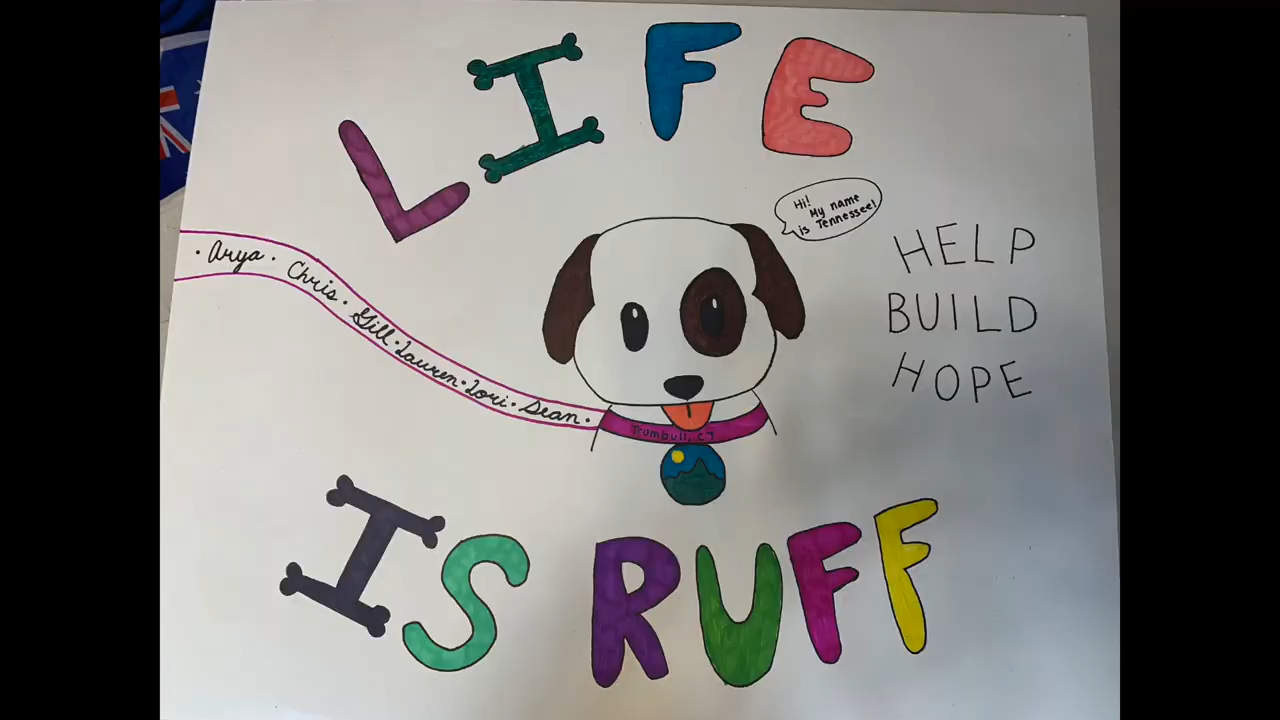 LIFE
Hi!
My name
is Tennessee!
HELP
BUILD
HOPE
· Arya · Chris · Gill · Lauren · Lori · Sean ·
Trumbull, CT
IS RUFF